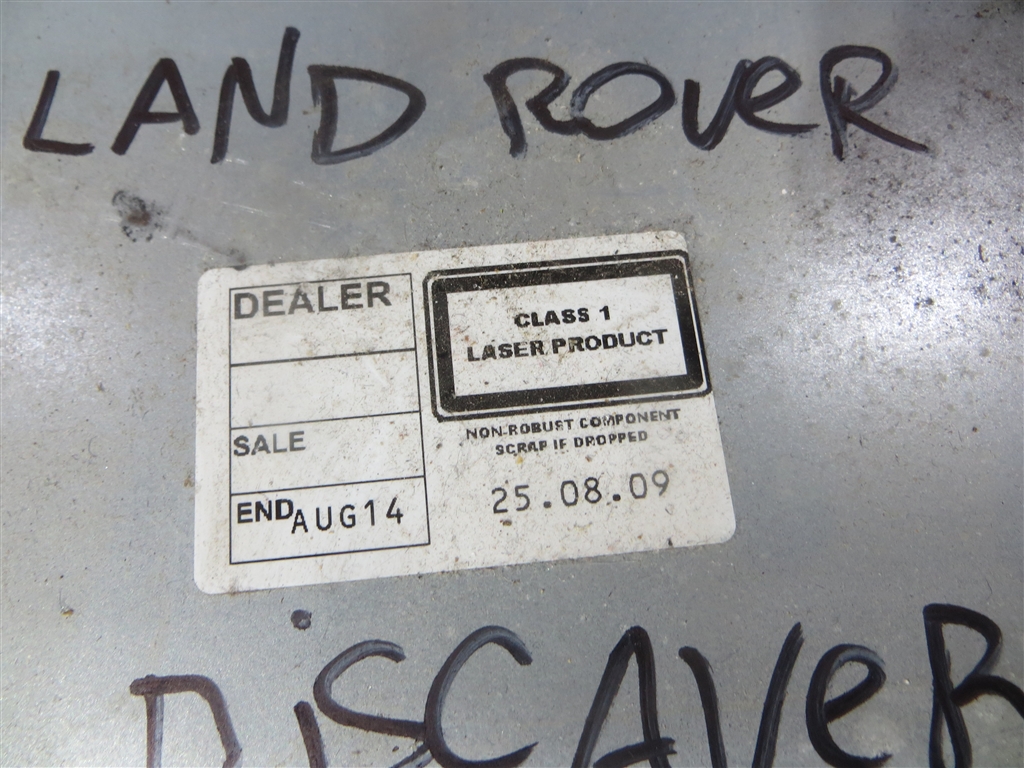 LAND ROVeR
DEALER
CLASS 1
LASER PRODUCT
NON-ROBUST COMPONENT
SCRAP IF DROPPED
SALE
25.08.09
END AUG14
DiSCAVeR